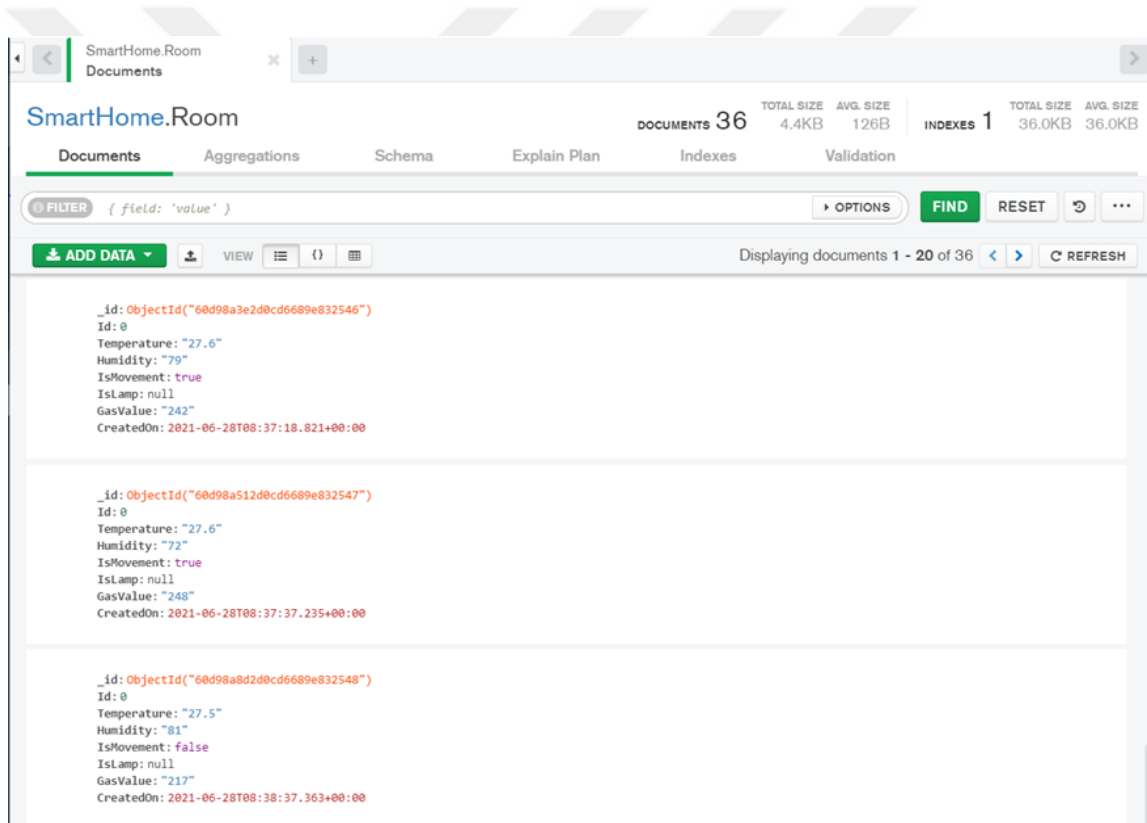 SmartHome.Room
Documents
+
SmartHome.Room
DOCUMENTS 36 TOTAL SIZE 4.4KB AVG. SIZE 126B INDEXES 1 TOTAL SIZE 36.0KB AVG. SIZE 36.0KB
Documents Aggregations Schema Explain Plan Indexes Validation
FILTER { field: 'value' } OPTIONS FIND RESET ...
ADD DATA VIEW {} Displaying documents 1 - 20 of 36 < > REFRESH
_id: ObjectId("60d98a3e2d0cd6689e832546")
Id: 0
Temperature: "27.6"
Humidity: "79"
IsMovement: true
IsLamp: null
GasValue: "242"
CreatedOn: 2021-06-28T08:37:18.821+00:00
_id: ObjectId("60d98a512d0cd6689e832547")
Id: 0
Temperature: "27.6"
Humidity: "72"
IsMovement: true
IsLamp: null
GasValue: "248"
CreatedOn: 2021-06-28T08:37:37.235+00:00
_id: ObjectId("60d98a8d2d0cd6689e832548")
Id: 0
Temperature: "27.5"
Humidity: "81"
IsMovement: false
IsLamp: null
GasValue: "217"
CreatedOn: 2021-06-28T08:38:37.363+00:00